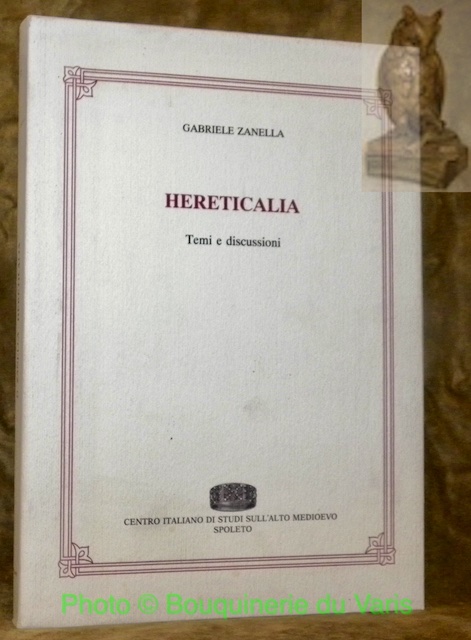 GABRIELE ZANELLA
HERETICALIA
Temi e discussioni
CENTRO ITALIANO DI STUDI SULL'ALTO MEDIOEVO
SPOLETO
Photo © Bouquinerie du Varis